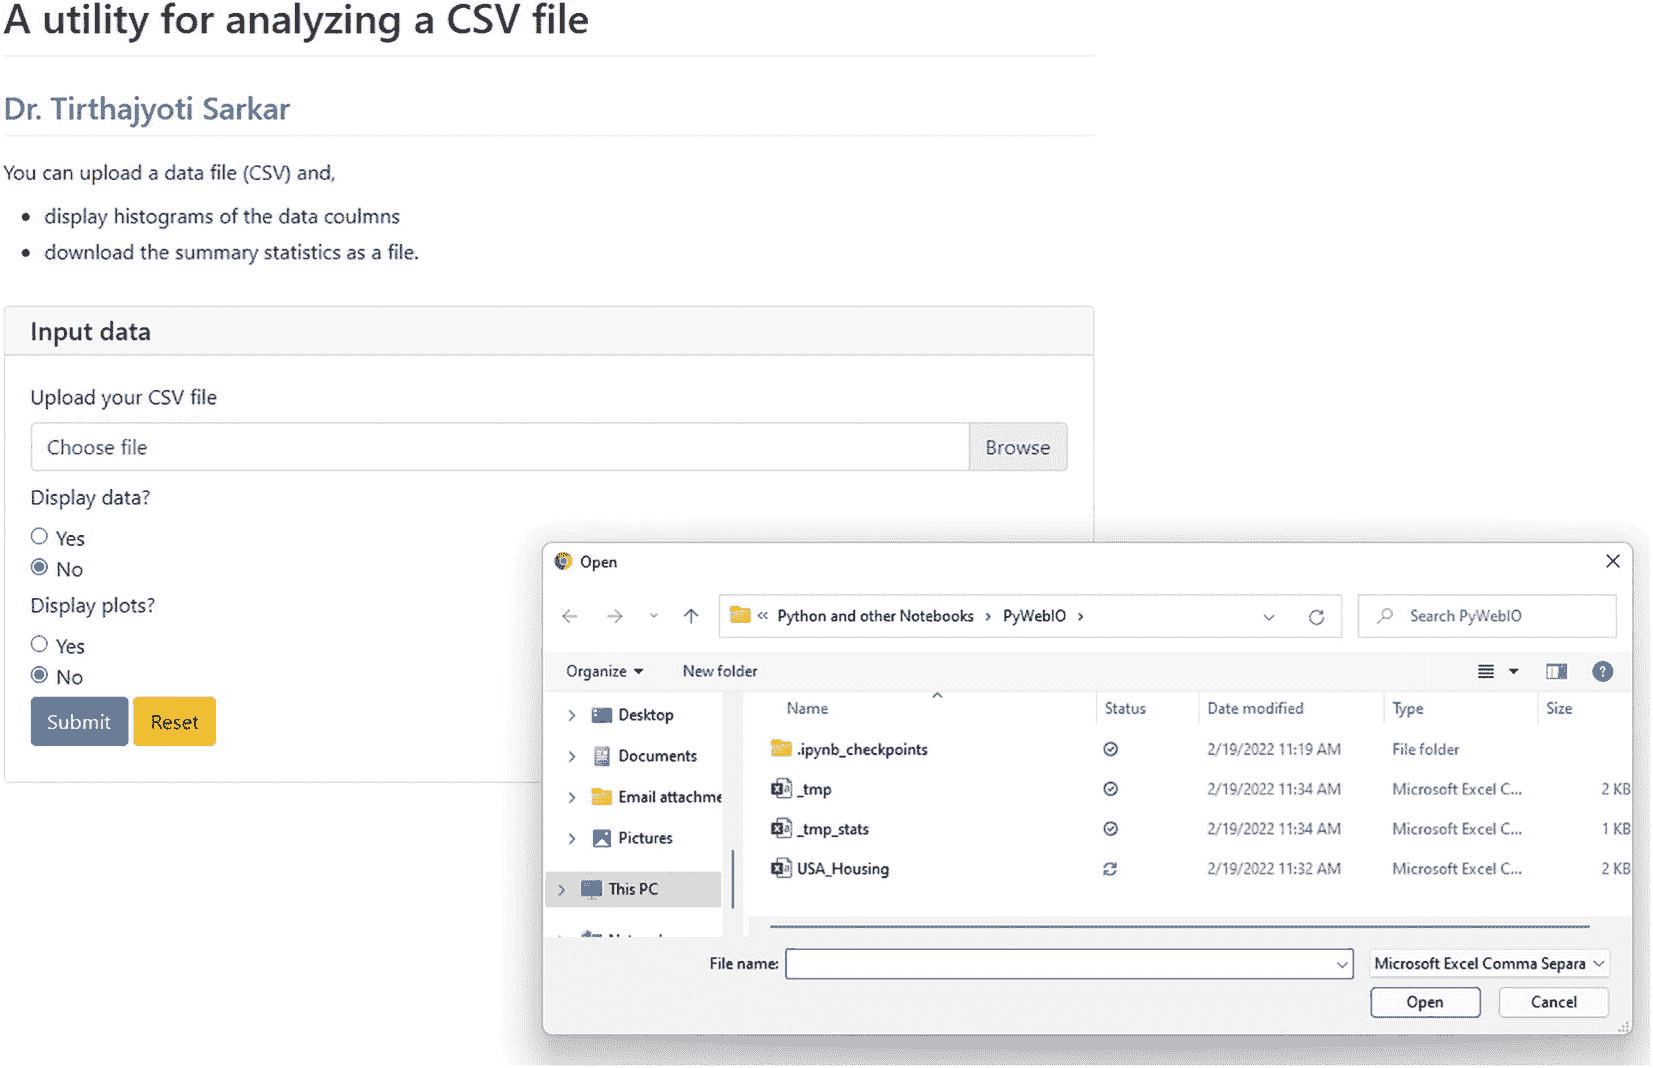 A utility for analyzing a CSV file
Dr. Tirthajyoti Sarkar
You can upload a data file (CSV) and,
display histograms of the data coulmns
download the summary statistics as a file.
Input data
Upload your CSV file
Choose file Browse
Display data?
Yes
No
Display plots?
Yes
No
Submit Reset
Open
« Python and other Notebooks › PyWebIO › Search PyWebIO
Organize New folder
Desktop
Documents
Email attachme
Pictures
This PC
Name Status Date modified Type Size
.ipynb_checkpoints 2/19/2022 11:19 AM File folder
_tmp 2/19/2022 11:34 AM Microsoft Excel C... 2 KB
_tmp_stats 2/19/2022 11:34 AM Microsoft Excel C... 1 KB
USA_Housing 2/19/2022 11:32 AM Microsoft Excel C... 2 KB
File name: Microsoft Excel Comma Separa
Open Cancel